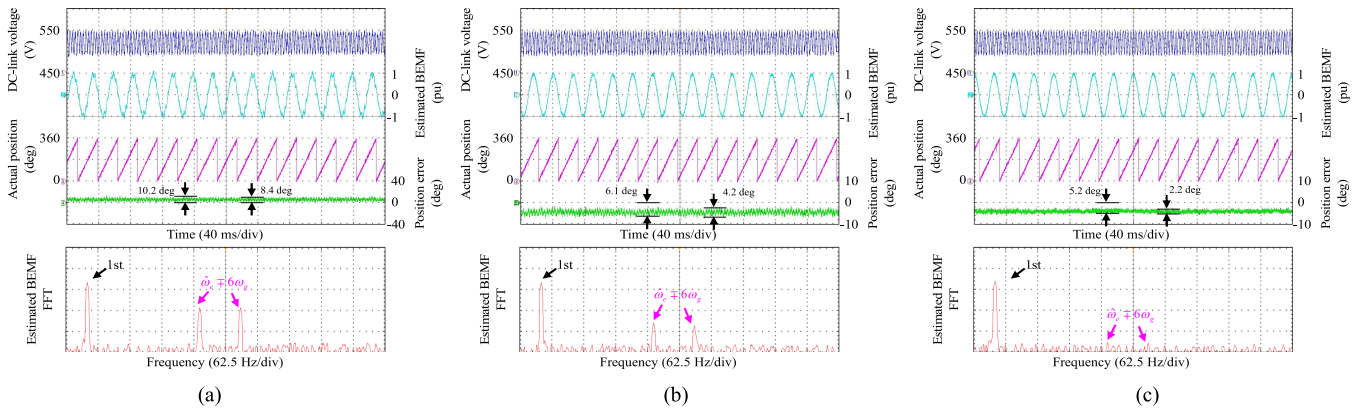 DC-link voltage
(V)
550
450
Estimated BEMF
(pu)
1
0
-1
Actual position
(deg)
360
0
Position error
(deg)
40
0
-40
10.2 deg
8.4 deg
Time (40 ms/div)
Estimated BEMF
FFT
1st
ω̂e ∓ 6ωg
Frequency (62.5 Hz/div)
(a)
DC-link voltage
(V)
550
450
Estimated BEMF
(pu)
1
0
-1
Actual position
(deg)
360
0
Position error
(deg)
10
0
-10
6.1 deg
4.2 deg
Time (40 ms/div)
Estimated BEMF
FFT
1st
ω̂e ∓ 6ωg
Frequency (62.5 Hz/div)
(b)
DC-link voltage
(V)
550
450
Estimated BEMF
(pu)
1
0
-1
Actual position
(deg)
360
0
Position error
(deg)
10
0
-10
5.2 deg
2.2 deg
Time (40 ms/div)
Estimated BEMF
FFT
1st
ω̂e ∓ 6ωg
Frequency (62.5 Hz/div)
(c)